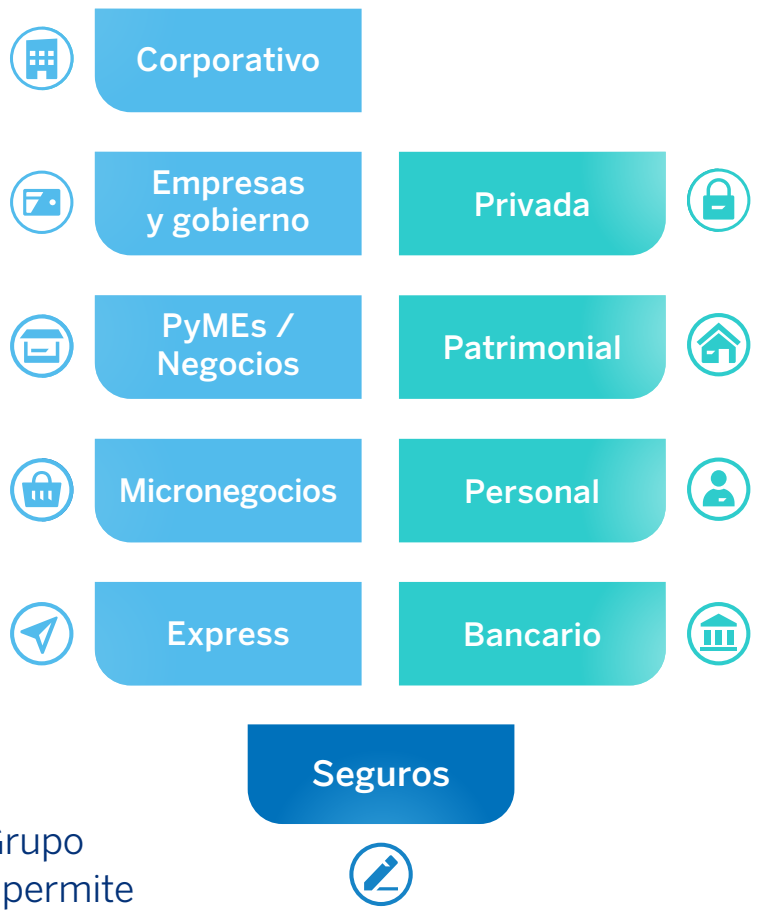 Corporativo
Empresas
y gobierno
Privada
PyMEs /
Negocios
Patrimonial
Micronegocios
Personal
Express
Bancario
Seguros
permite